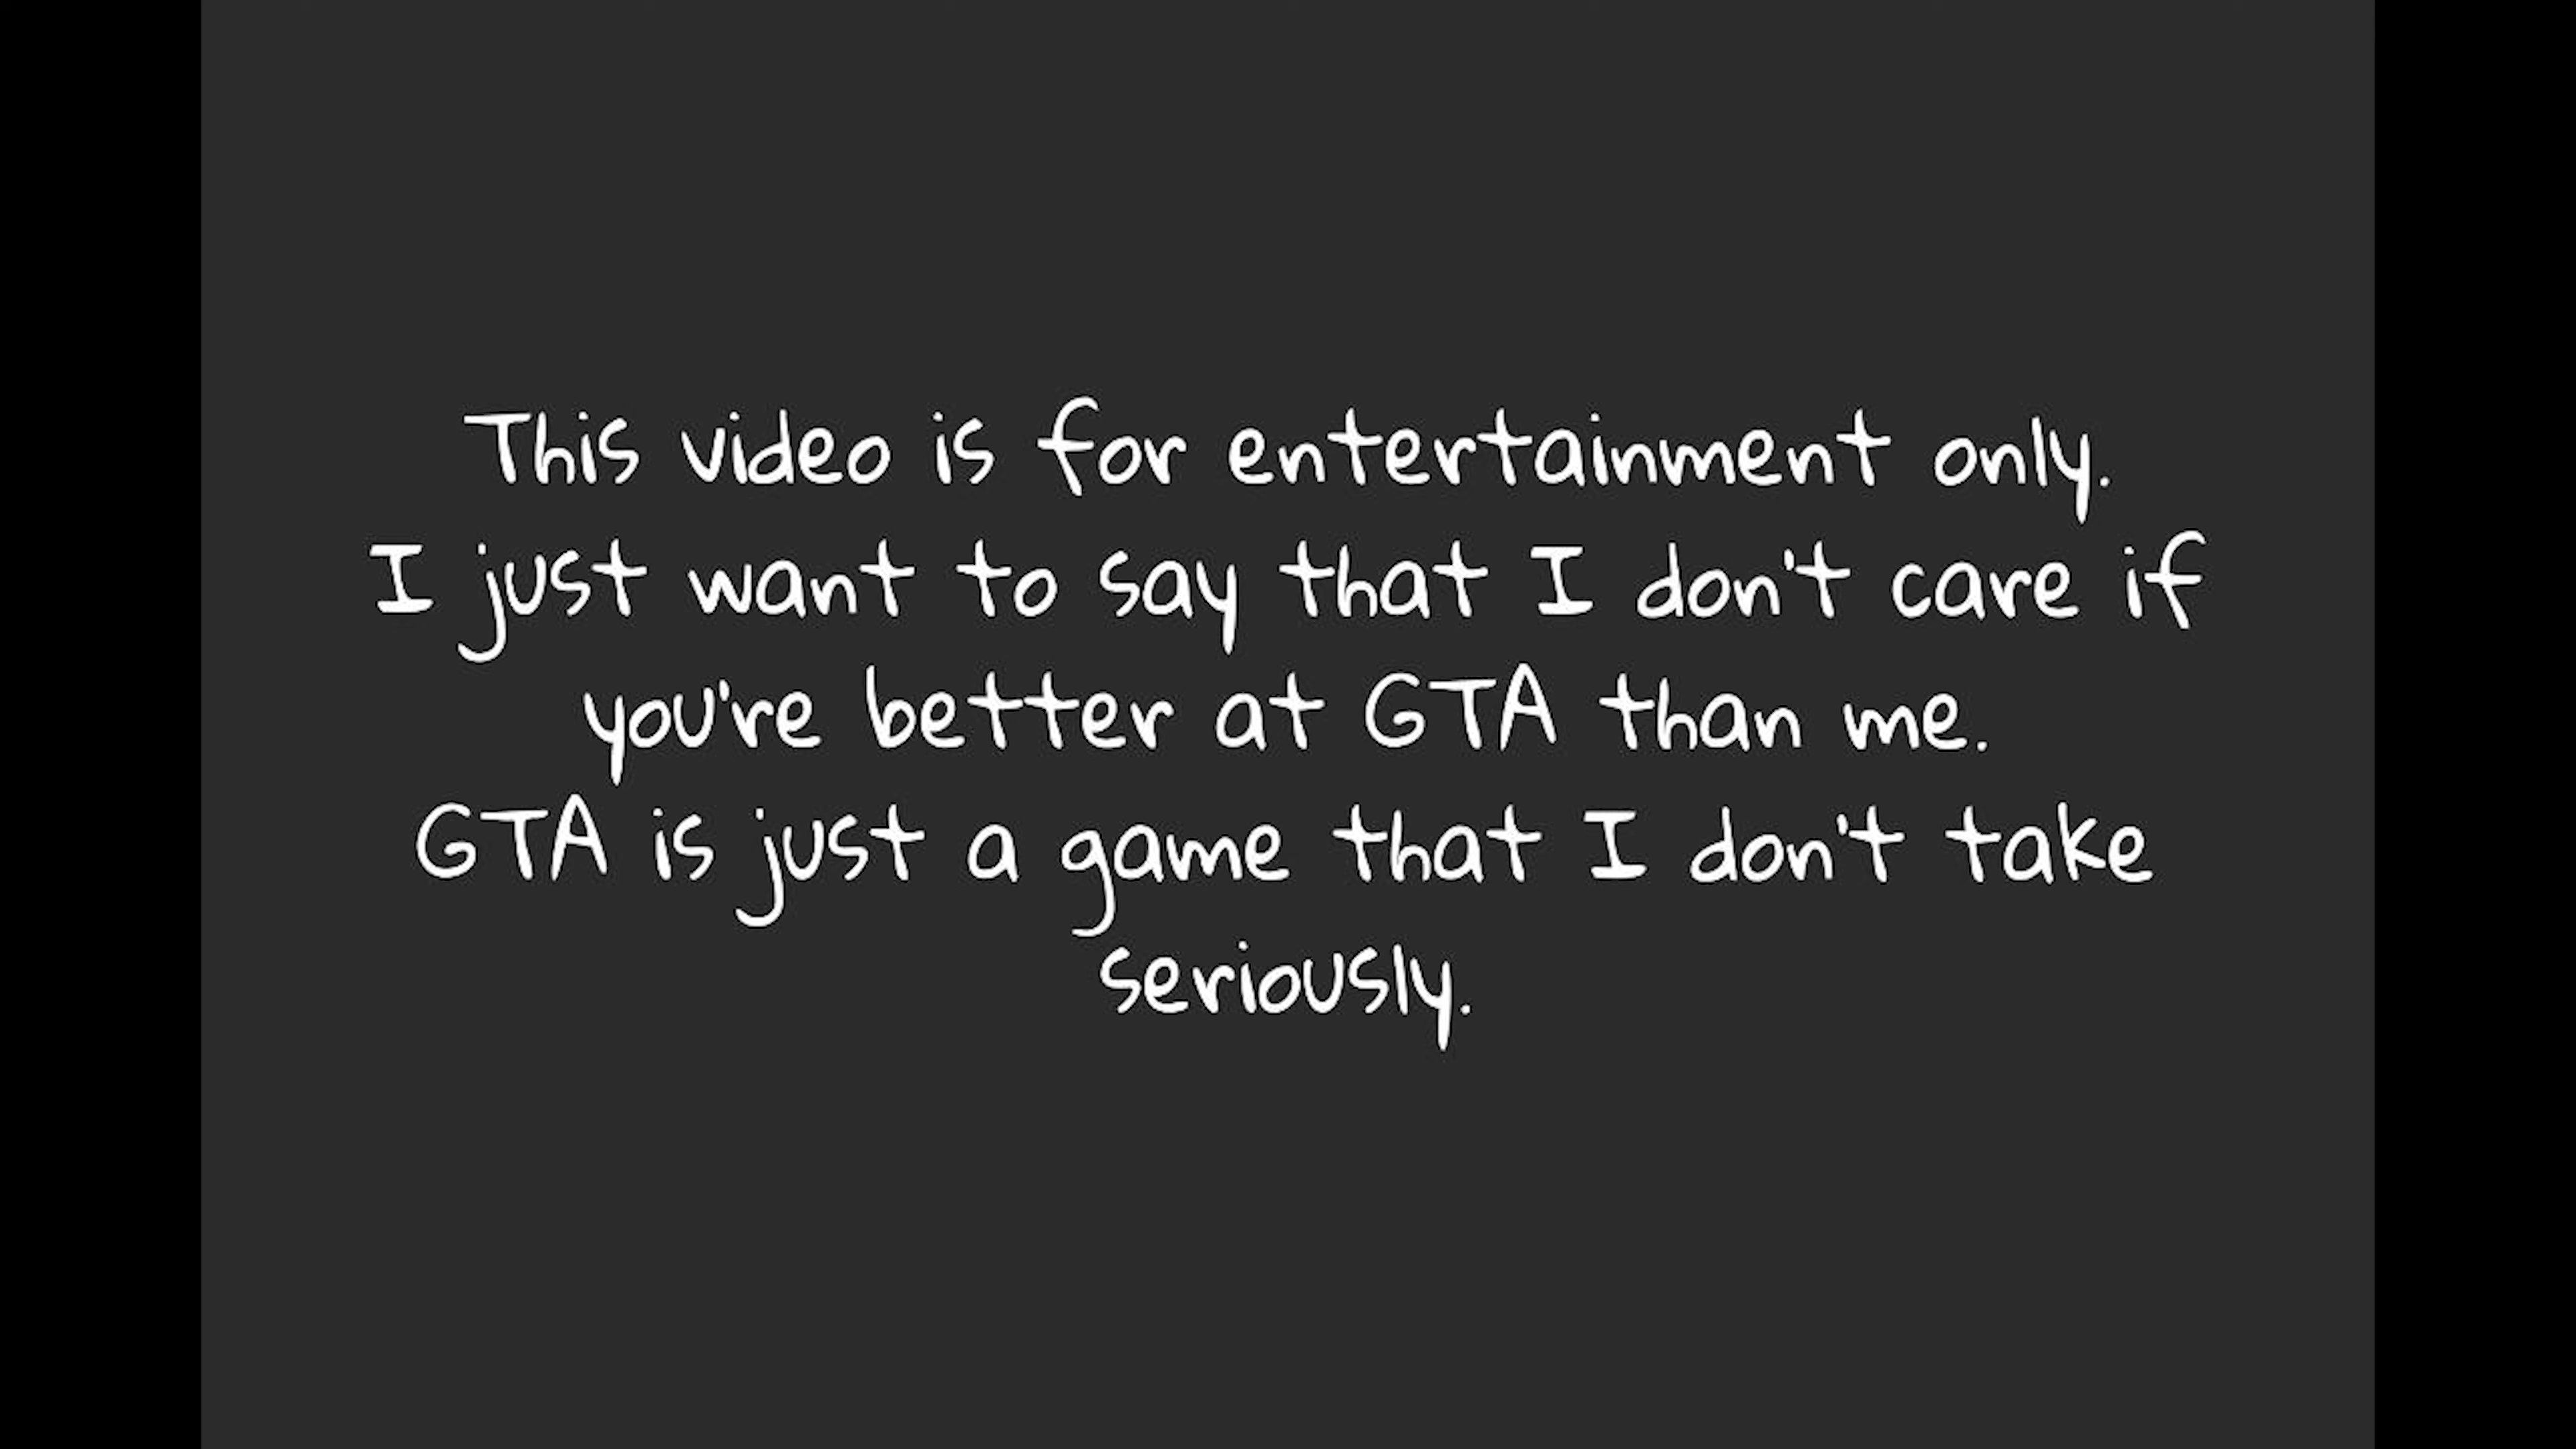 This video is for entertainment only.
I just want to say that I don't care if
you're better at GTA than me.
GTA is just a game that I don't take
seriously.